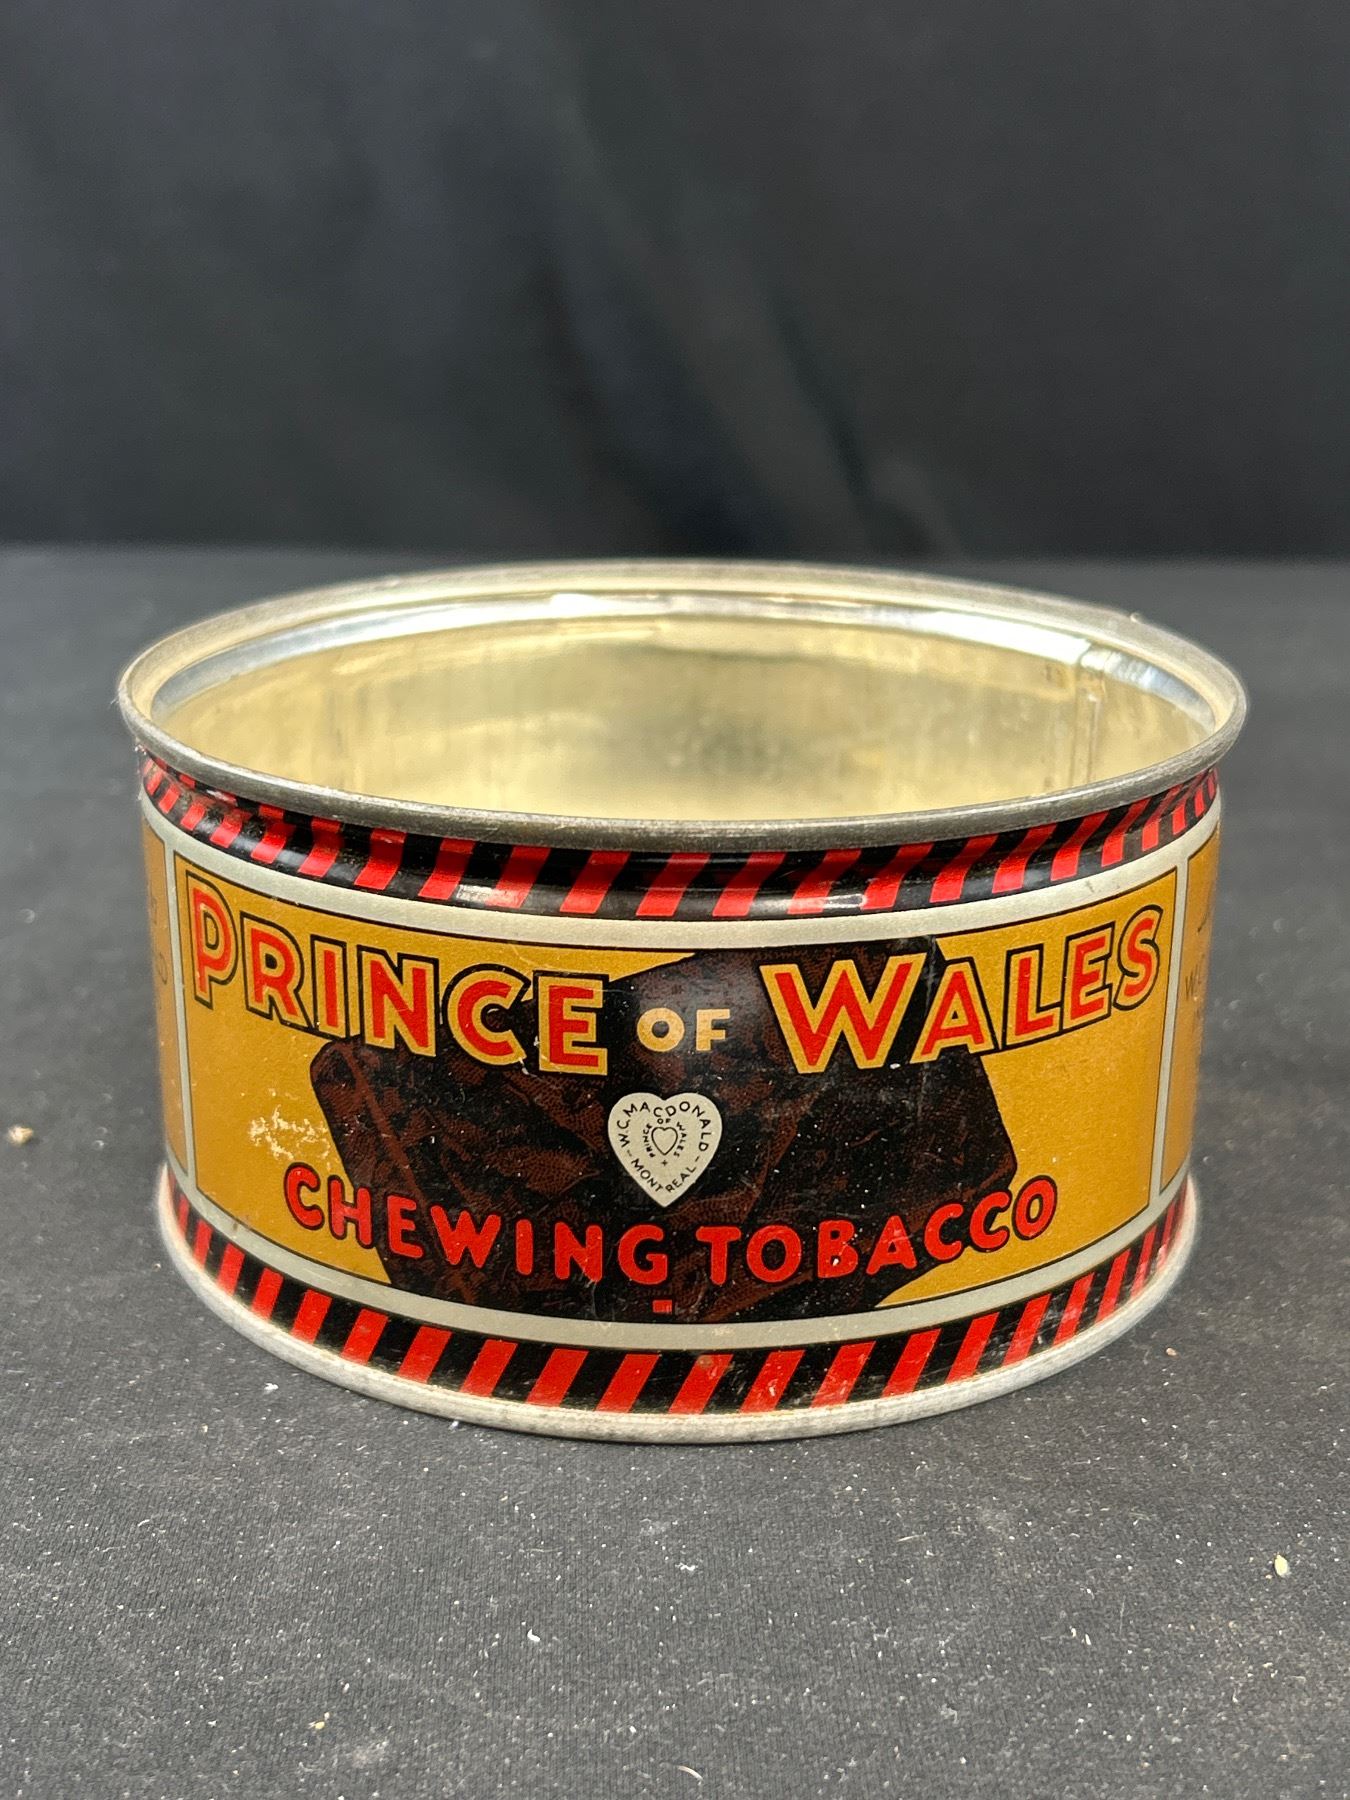 PRINCE OF WALES
W.C. MACDONALD
PRINCE OF WALES
MONTREAL
CHEWING TOBACCO